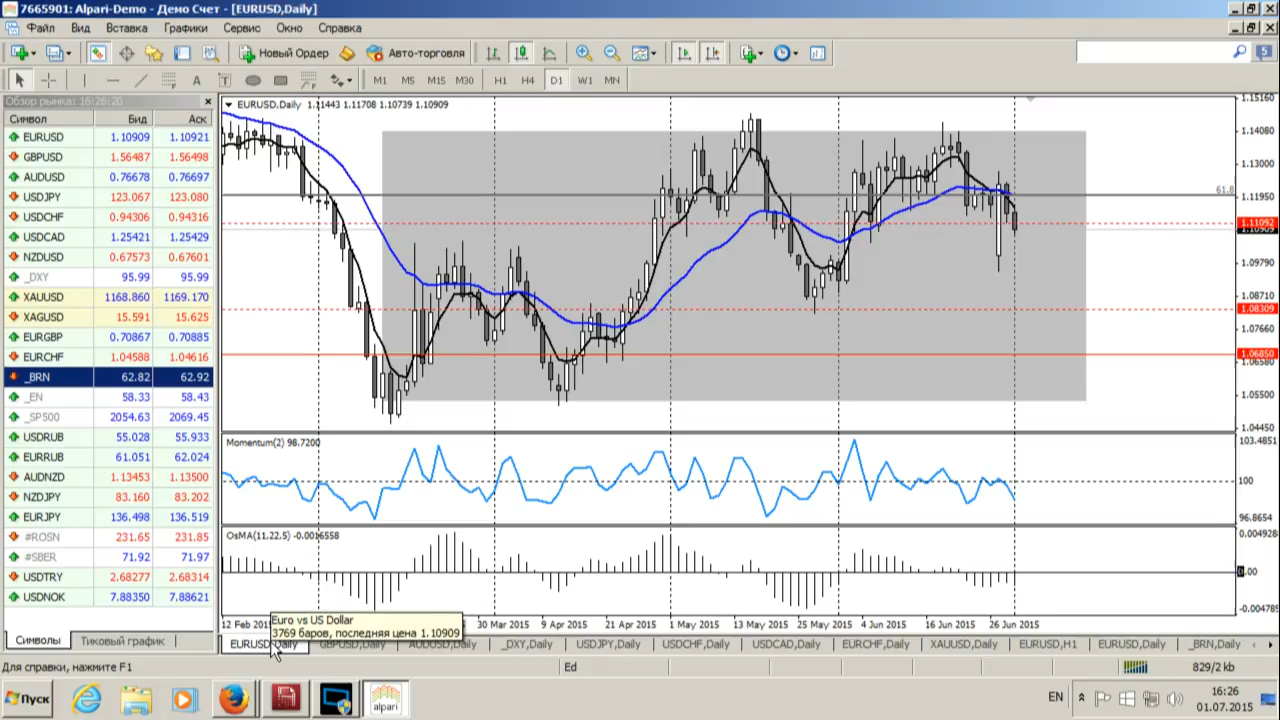 7665901: Alpari-Demo - Демо Счет - [EURUSD,Daily]
Файл Вид Вставка Графики Сервис Окно Справка
Новый Ордер Авто-торговля 5
A T M1 M5 M15 M30 H1 H4 D1 W1 MN
Обзор рынка: 16:26:20
Символ Бид Аск
EURUSD 1.10909 1.10921
GBPUSD 1.56487 1.56498
AUDUSD 0.76678 0.76697
USDJPY 123.067 123.080
USDCHF 0.94306 0.94316
USDCAD 1.25421 1.25429
NZDUSD 0.67573 0.67601
_DXY 95.99 95.99
XAUUSD 1168.860 1169.170
XAGUSD 15.591 15.625
EURGBP 0.70867 0.70885
EURCHF 1.04588 1.04616
_BRN 62.82 62.92
_EN 58.33 58.43
_SP500 2054.63 2069.45
USDRUB 55.028 55.933
EURRUB 61.051 62.024
AUDNZD 1.13453 1.13500
NZDJPY 83.160 83.202
EURJPY 136.498 136.519
#ROSN 231.65 231.85
#SBER 71.92 71.97
USDTRY 2.68277 2.68314
USDNOK 7.88350 7.88621
Символы Тиковый график
EURUSD,Daily 1.11443 1.11708 1.10739 1.10909
1.15160
1.14080
1.13000
61.8
1.11950
1.11092
1.10909
1.09790
1.08710
1.08309
1.07660
1.06850
1.06580
1.05500
1.04450
Momentum(2) 98.7200
103.4851
100
96.8654
OsMA(11,22,5) -0.0016558
0.004928
0.00
-0.004785
12 Feb 2015 30 Mar 2015 9 Apr 2015 21 Apr 2015 1 May 2015 13 May 2015 25 May 2015 4 Jun 2015 16 Jun 2015 26 Jun 2015
Euro vs US Dollar
3769 баров, последняя цена 1.10909
EURUSD,Daily GBPUSD,Daily AUDUSD,Daily _DXY,Daily USDJPY,Daily USDCHF,Daily USDCAD,Daily EURCHF,Daily XAUUSD,Daily EURUSD,H1 EURUSD,Daily _BRN,Daily
Для справки, нажмите F1 Ed 829/2 kb
Пуск alpari EN 16:26
01.07.2015